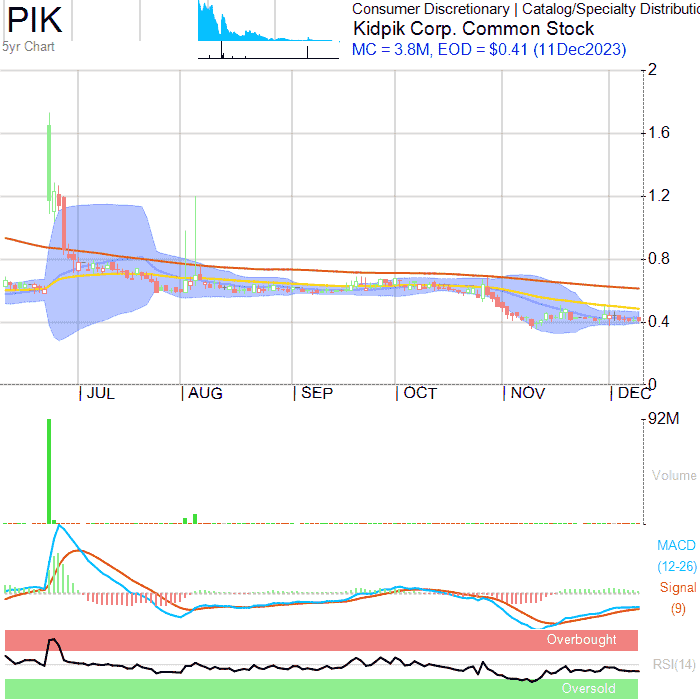 PIK
5yr Chart
Consumer Discretionary | Catalog/Specialty Distributio
Kidpik Corp. Common Stock
MC = 3.8M, EOD = $0.41 (11Dec2023)
2
1.6
1.2
0.8
0.4
0
JUL AUG SEP OCT NOV DEC
92M
Volume
MACD
(12-26)
Signal
(9)
Overbought
RSI(14)
Oversold